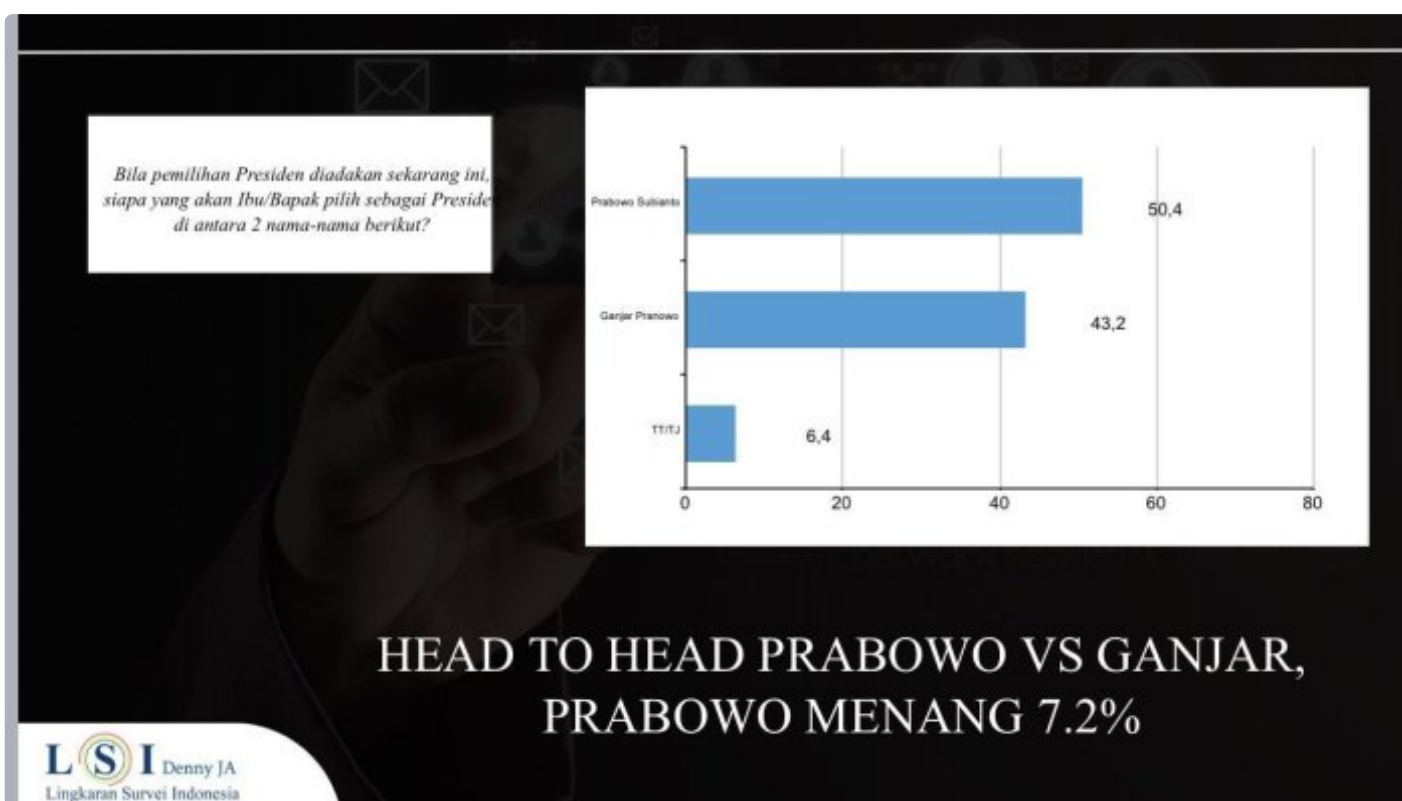 Bila pemilihan Presiden diadakan sekarang ini,
siapa yang akan Ibu/Bapak pilih sebagai Preside
di antara 2 nama-nama berikut?
Prabowo Subianto
50,4
Ganjar Pranowo
43,2
TT/TJ
6,4
0 20 40 60 80
HEAD TO HEAD PRABOWO VS GANJAR,
PRABOWO MENANG 7.2%
LSI Denny JA
Lingkaran Survei Indonesia